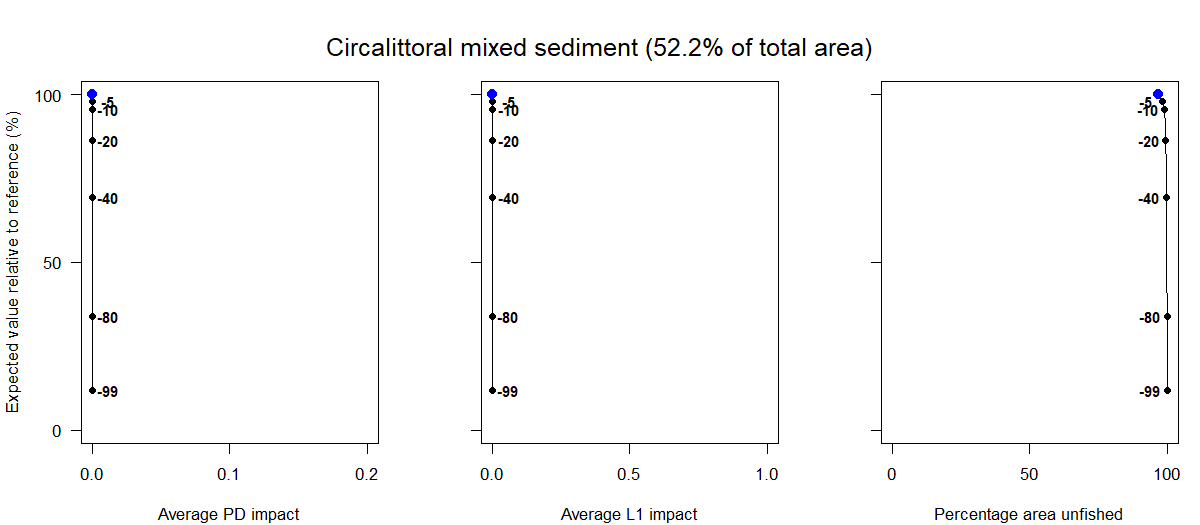 Circalittoral mixed sediment (52.2% of total area)
Expected value relative to reference (%)
100
50
0
-5
-10
-20
-40
-80
-99
0.0 0.1 0.2
Average PD impact
-5
-10
-20
-40
-80
-99
0.0 0.5 1.0
Average L1 impact
-5
-10
-20
-40
-80
-99
0 50 100
Percentage area unfished